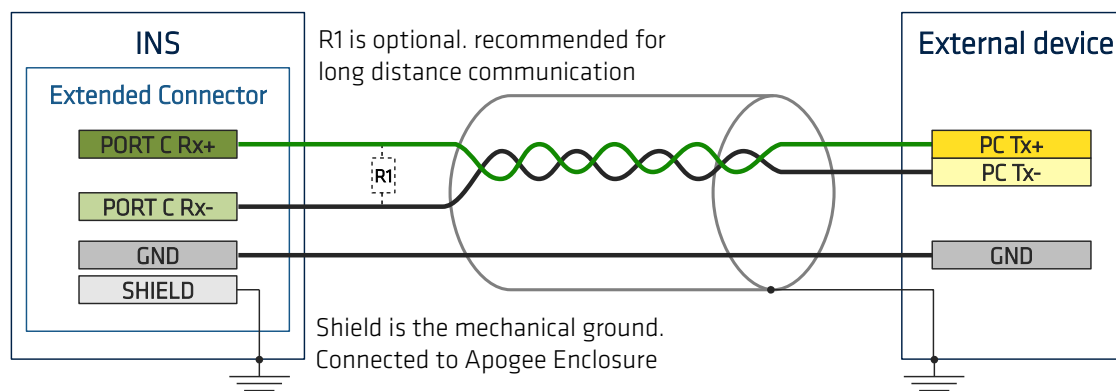 INS
Extended Connector
PORT C Rx+
PORT C Rx-
GND
SHIELD
R1 is optional. recommended for
long distance communication
R1
Shield is the mechanical ground.
Connected to Apogee Enclosure
External device
PC Tx+
PC Tx-
GND